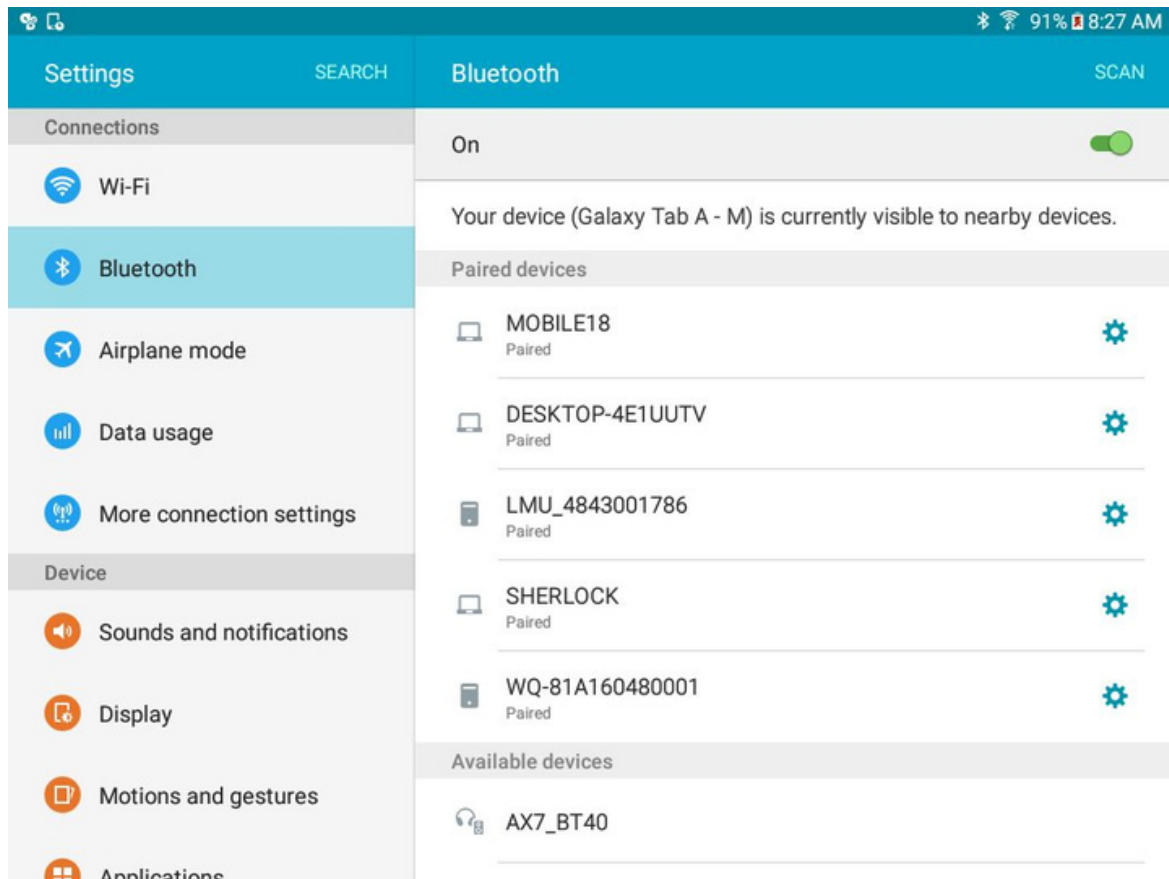 91% 8:27 AM
Settings SEARCH
Connections
Wi-Fi
Bluetooth
Airplane mode
Data usage
More connection settings
Device
Sounds and notifications
Display
Motions and gestures
Applications
Bluetooth SCAN
On
Your device (Galaxy Tab A - M) is currently visible to nearby devices.
Paired devices
MOBILE18
Paired
DESKTOP-4E1UUTV
Paired
LMU_4843001786
Paired
SHERLOCK
Paired
WQ-81A160480001
Paired
Available devices
AX7_BT40